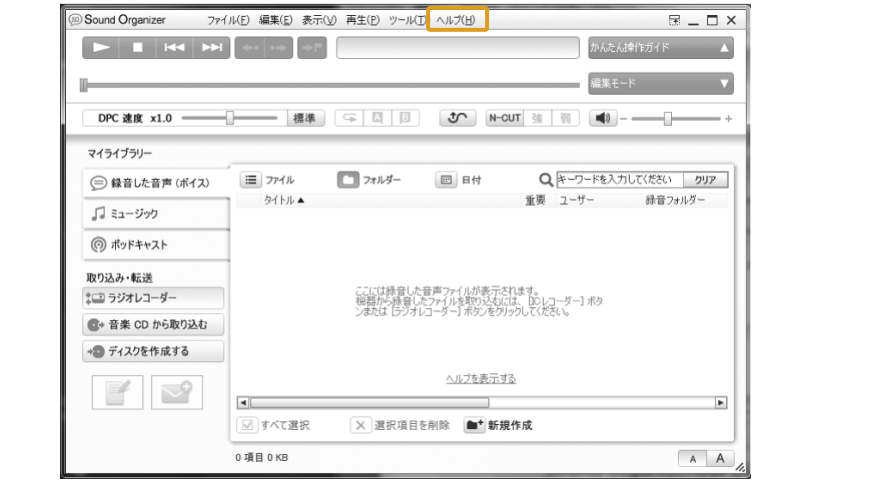 Sound Organizer ファイル(F) 編集(E) 表示(V) 再生(P) ツール(T) ヘルプ(H)
かんたん操作ガイド
編集モード
DPC 速度 x1.0 標準 A B N-CUT 強 弱
マイライブラリー
録音した音声 (ボイス)
ミュージック
ポッドキャスト
取り込み・転送
ラジオレコーダー
音楽 CD から取り込む
ディスクを作成する
ファイル フォルダー 日付 キーワードを入力してください クリア
タイトル 重要 ユーザー 録音フォルダー
ここには録音した音声ファイルが表示されます。
機器から録音したファイルを取り込むには、[ICレコーダー] ボタ
ンまたは [ラジオレコーダー] ボタンをクリックしてください。
ヘルプを表示する
すべて選択 選択項目を削除 新規作成
0 項目 0 KB A A